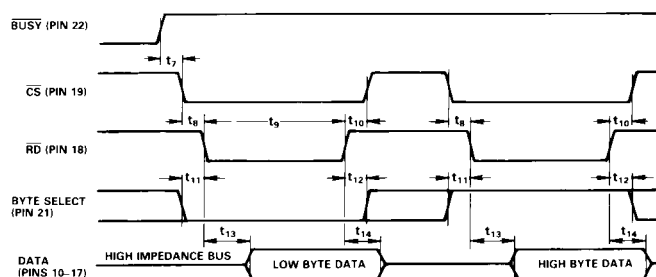 BUSY (PIN 22)
t7
CS (PIN 19)
t8 t9 t10 t8 t10
RD (PIN 18)
t11 t12 t11 t12
BYTE SELECT
(PIN 21)
t13 t14 t13 t14
DATA
(PINS 10–17)
HIGH IMPEDANCE BUS LOW BYTE DATA HIGH BYTE DATA